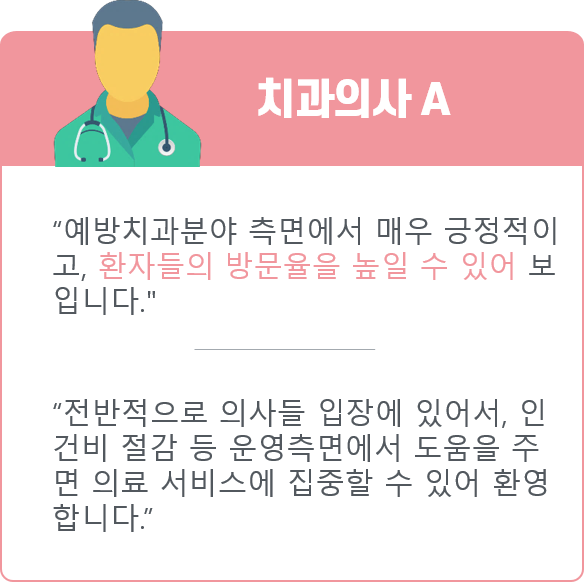 치과의사 A
“예방치과분야 측면에서 매우 긍정적이
고, 환자들의 방문율을 높일 수 있어 보
입니다."
“전반적으로 의사들 입장에 있어서, 인
건비 절감 등 운영측면에서 도움을 주
면 의료 서비스에 집중할 수 있어 환영
합니다.”